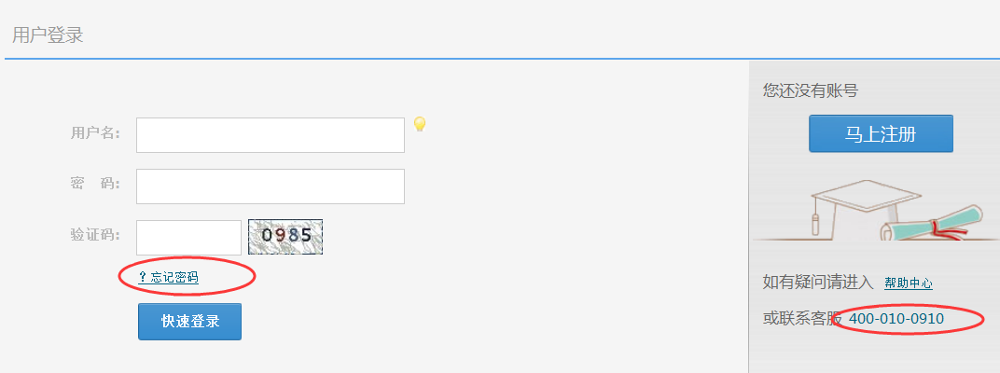 用户登录
用户名:
密 码:
验证码:
0985
? 忘记密码
快速登录
您还没有账号
马上注册
如有疑问请进入 帮助中心
或联系客服 400-010-0910